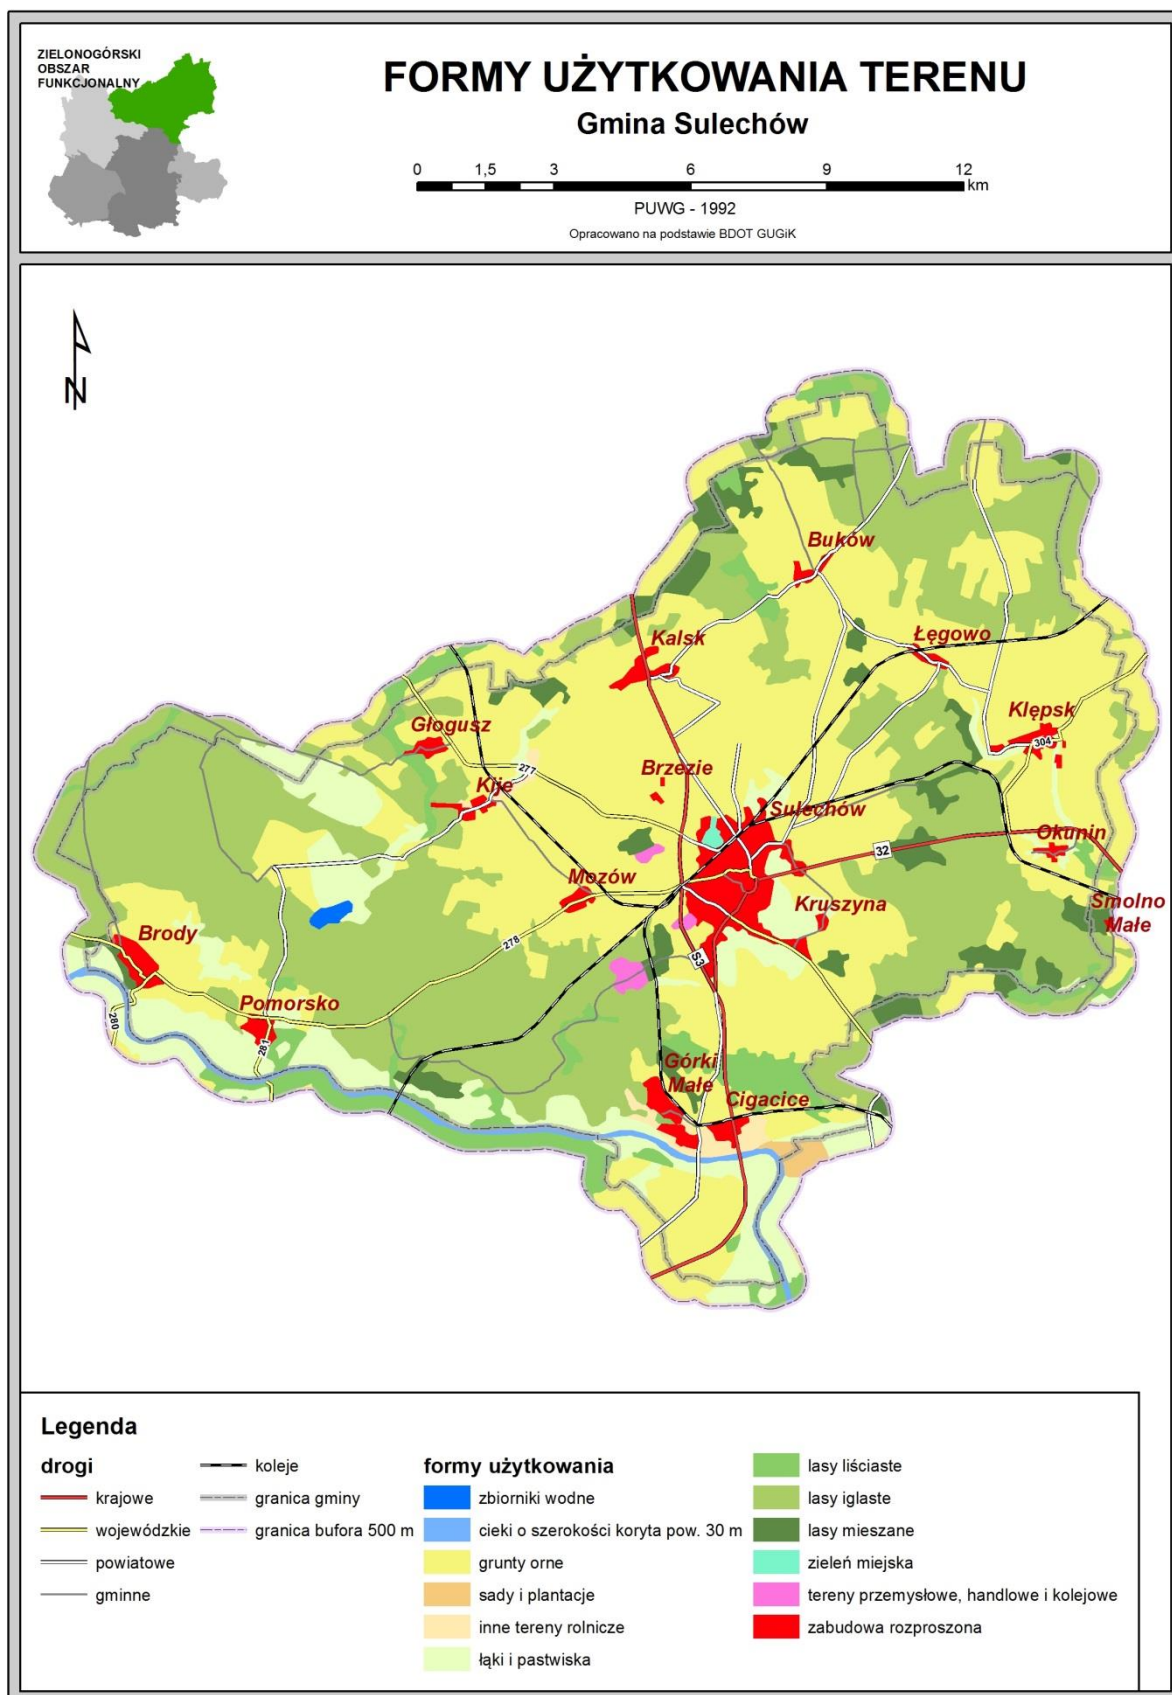 ZIELONOGÓRSKI
OBSZAR
FUNKCJONALNY
FORMY UŻYTKOWANIA TERENU
Gmina Sulechów
0 1,5 3 6 9 12
km
PUWG - 1992
Opracowano na podstawie BDOT GUGiK
N
Buków
Kalsk
Łęgowo
Klępsk
304
Głogusz
277
Kije
Brzezie
Sulechów
32
Okunin
Mozów
Kruszyna
Smolno
Małe
278
S3
Brody
Pomorsko
280
281
Górki
Małe
Cigacice
Legenda
drogi
krajowe
wojewódzkie
powiatowe
gminne
koleje
granica gminy
granica bufora 500 m
formy użytkowania
zbiorniki wodne
cieki o szerokości koryta pow. 30 m
grunty orne
sady i plantacje
inne tereny rolnicze
łąki i pastwiska
lasy liściaste
lasy iglaste
lasy mieszane
zieleń miejska
tereny przemysłowe, handlowe i kolejowe
zabudowa rozproszona